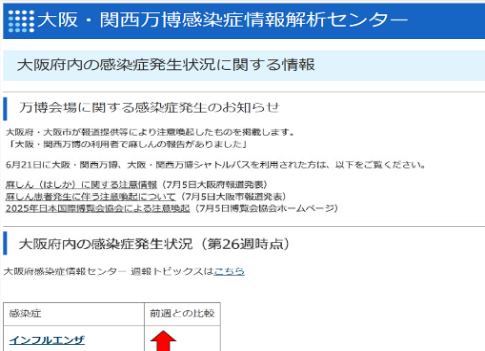 大阪・関西万博感染症情報解析センター
大阪府内の感染症発生状況に関する情報
万博会場に関する感染症発生のお知らせ
大阪府・大阪市が報道提供等により注意喚起したものを掲載します。
「大阪・関西万博の利用者で麻しんの報告がありました」
6月21日に大阪・関西万博、大阪・関西万博シャトルバスを利用された方は、以下をご覧ください。
麻しん（はしか）に関する注意情報（7月5日大阪府報道発表）
麻しん患者発生に伴う注意喚起について（7月5日大阪市報道発表）
2025年日本国際博覧会協会による注意喚起（7月5日博覧会協会ホームページ）
大阪府内の感染症発生状況（第26週時点）
大阪府感染症情報センター 週報トピックスはこちら
感染症 前週との比較
インフルエンザ